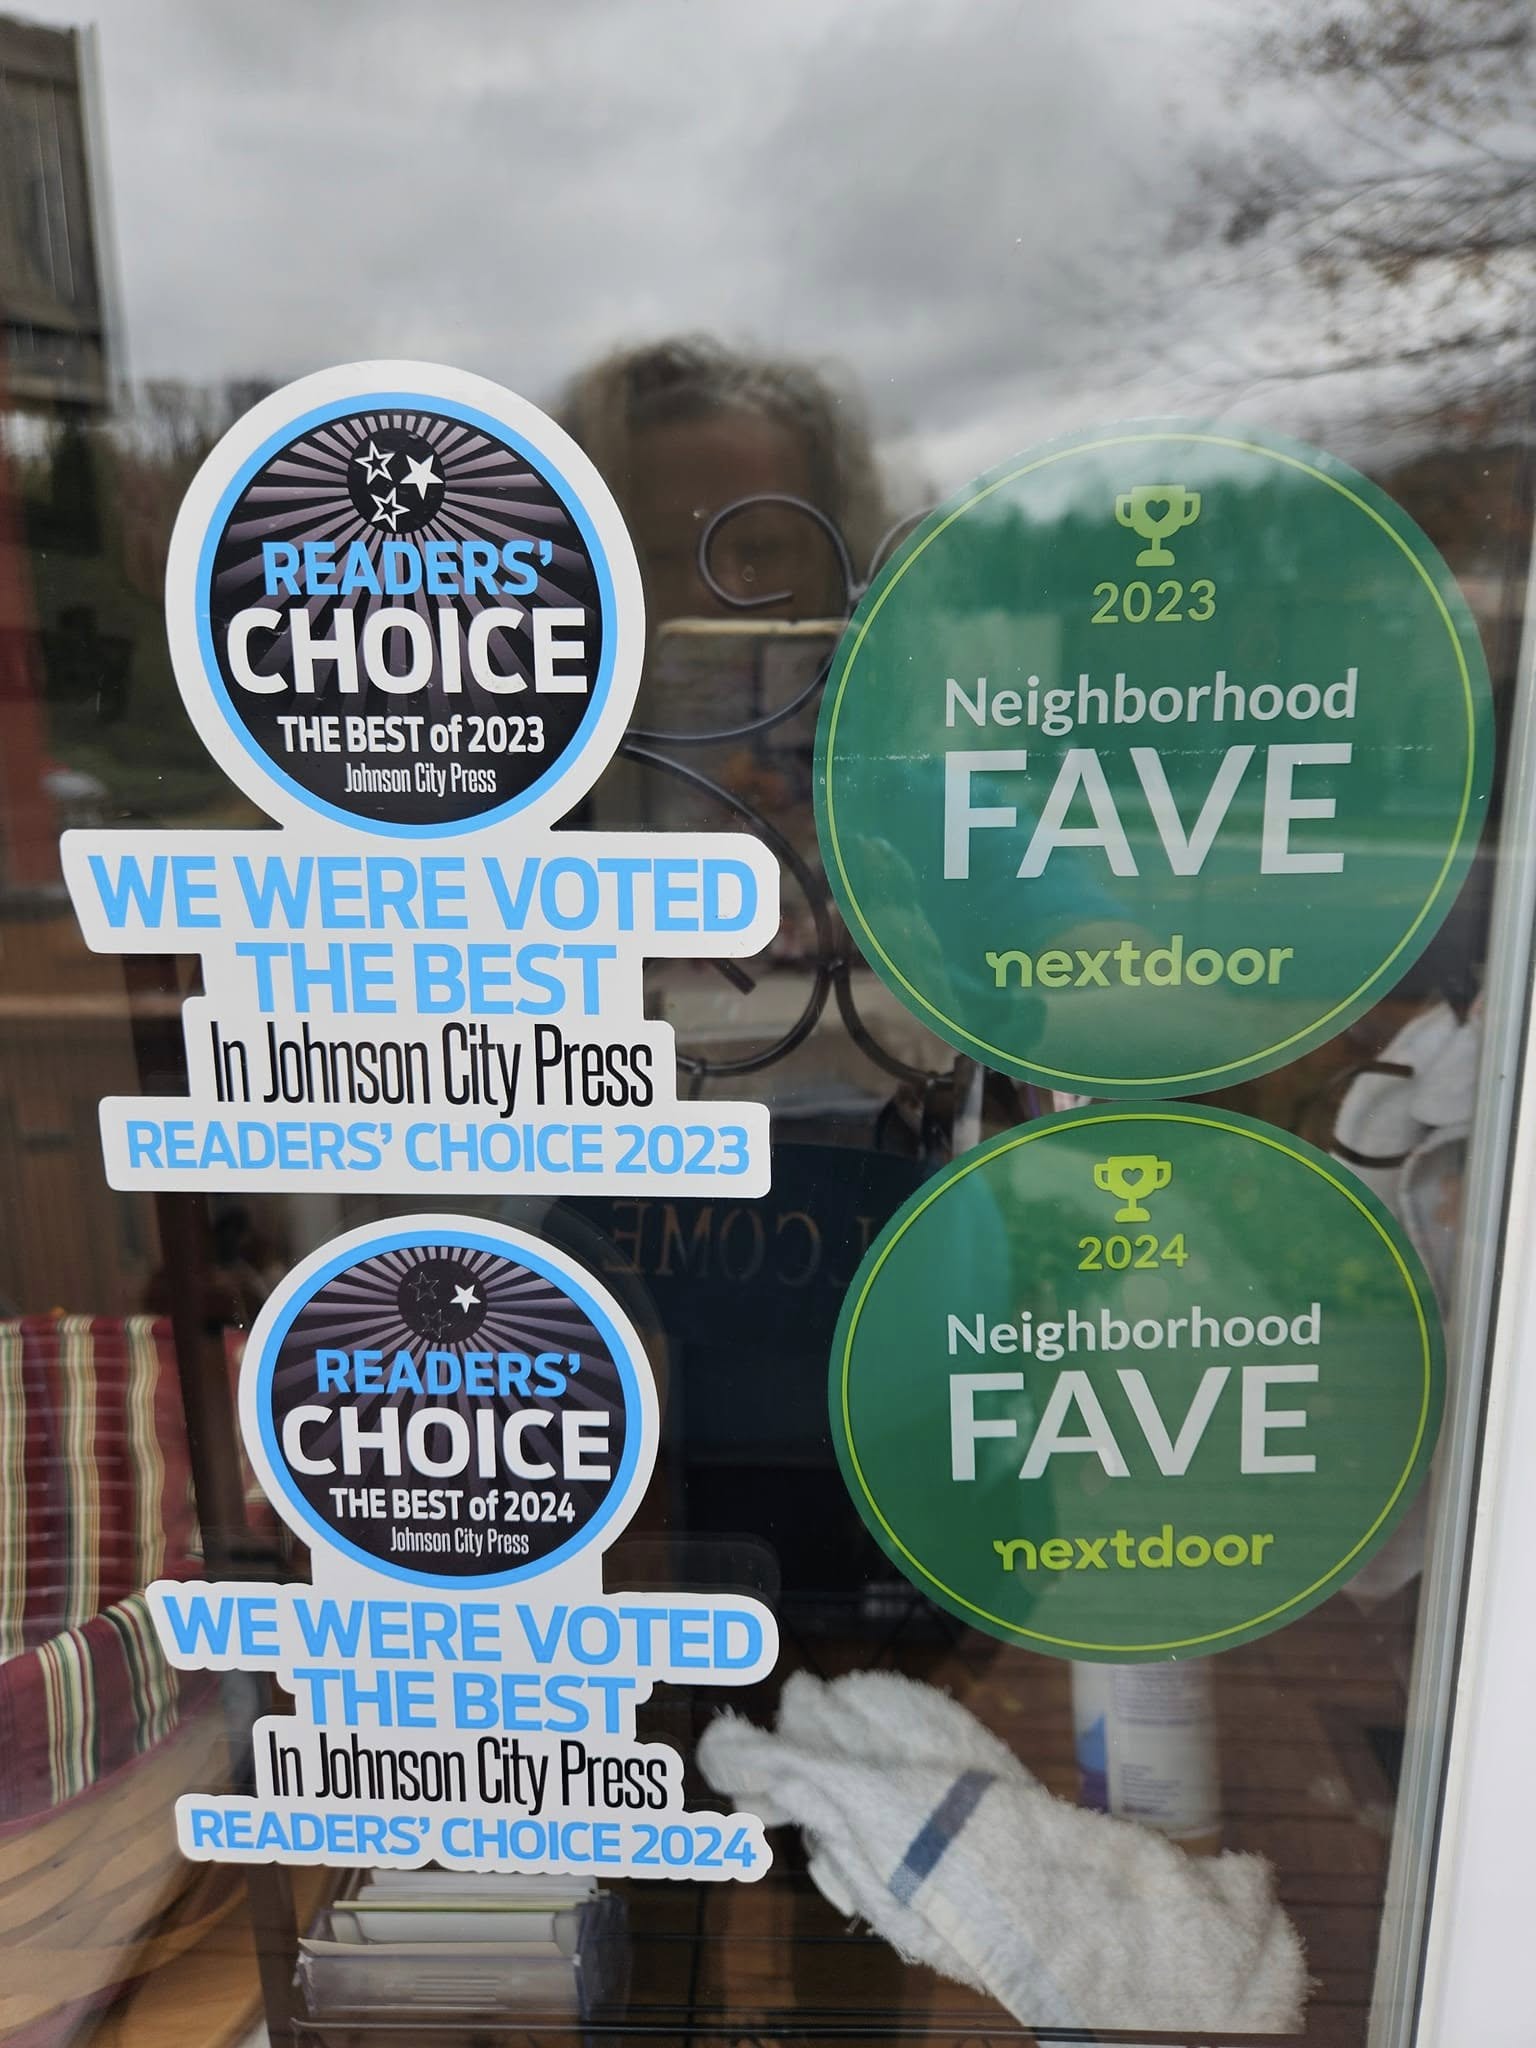 READERS'
CHOICE
THE BEST of 2023
Johnson City Press
WE WERE VOTED
THE BEST
In Johnson City Press
READERS' CHOICE 2023
2023
Neighborhood
FAVE
nextdoor
READERS'
CHOICE
THE BEST of 2024
Johnson City Press
WE WERE VOTED
THE BEST
In Johnson City Press
READERS' CHOICE 2024
2024
Neighborhood
FAVE
nextdoor